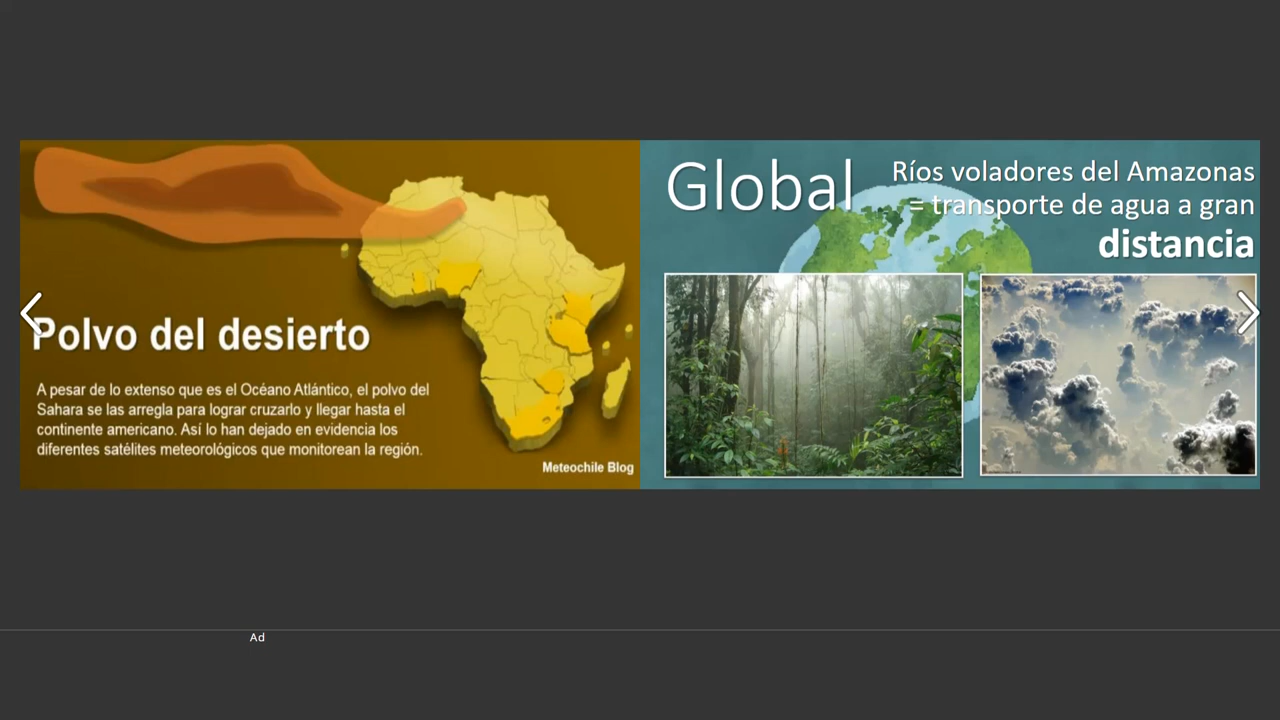 Polvo del desierto
A pesar de lo extenso que es el Océano Atlántico, el polvo del
Sahara se las arregla para lograr cruzarlo y llegar hasta el
continente americano. Así lo han dejado en evidencia los
diferentes satélites meteorológicos que monitorean la región.
Meteochile Blog
Global
Ríos voladores del Amazonas
= transporte de agua a gran
distancia
Ad